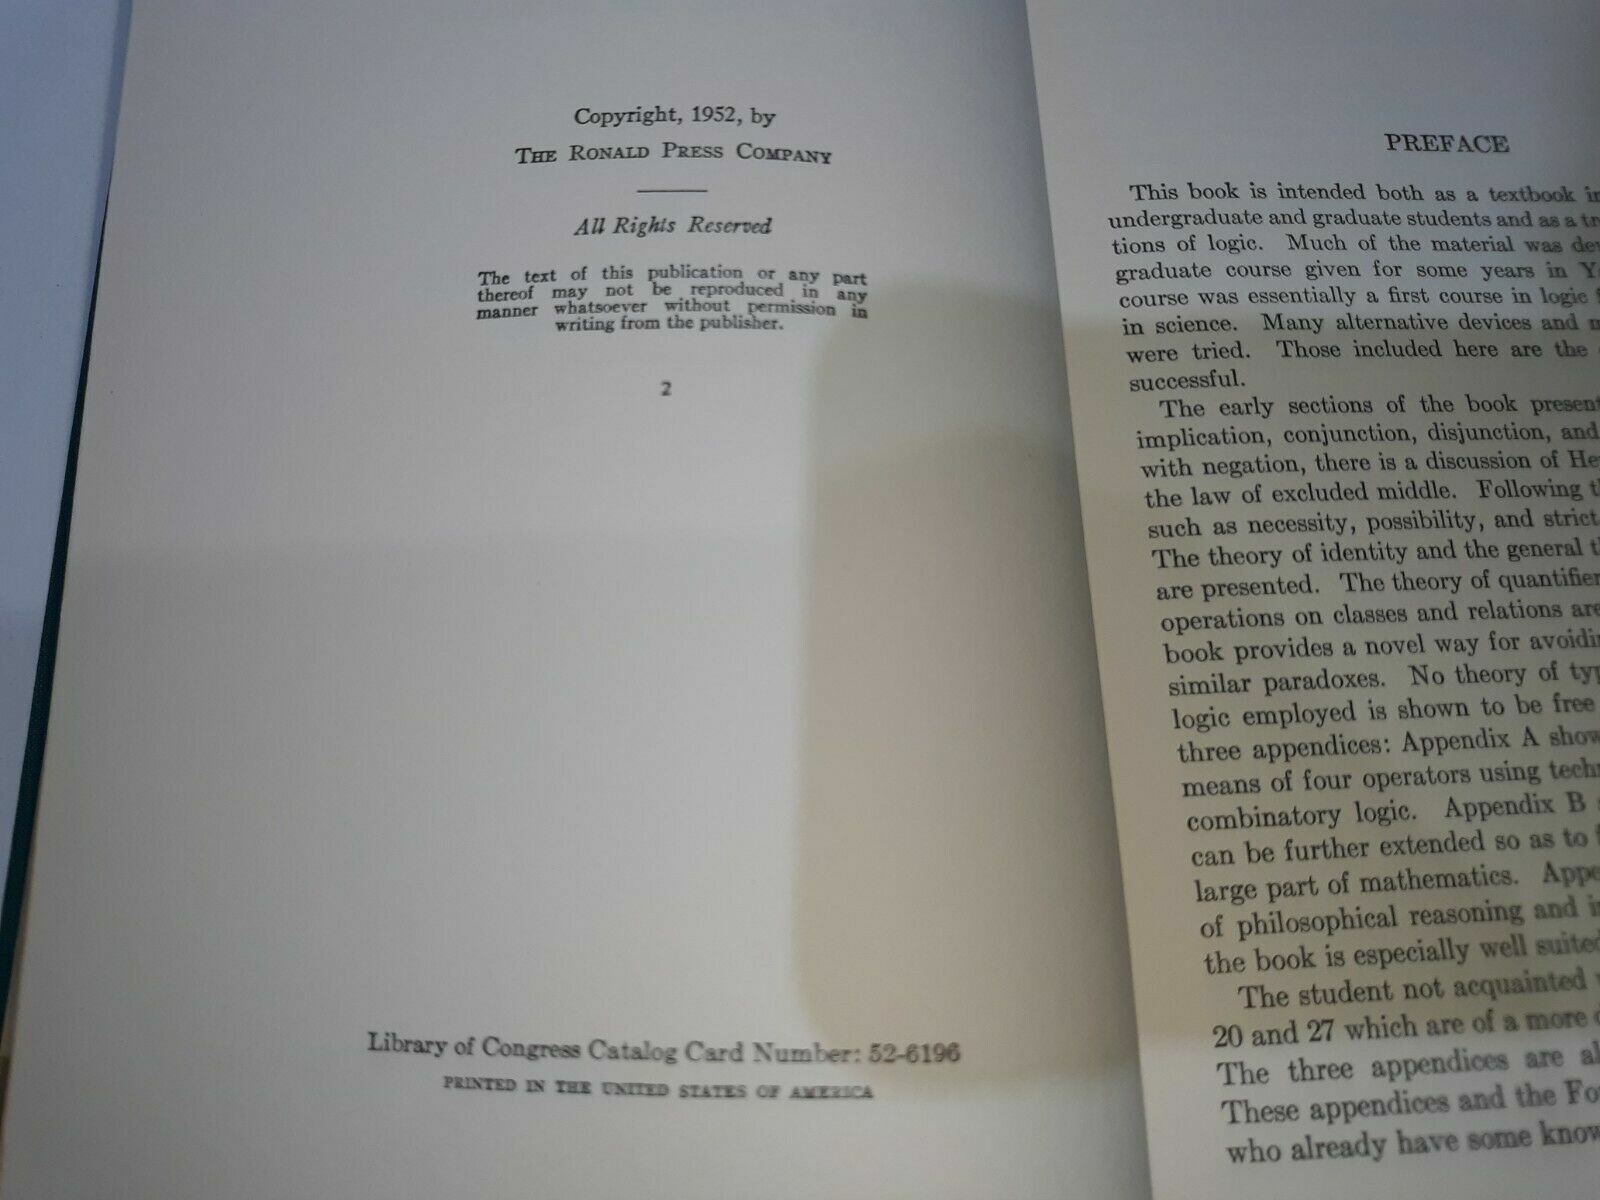 Copyright, 1952, by
THE RONALD PRESS COMPANY
All Rights Reserved
The text of this publication or any part
thereof may not be reproduced in any
manner whatsoever without permission in
writing from the publisher.
2
Library of Congress Catalog Card Number: 52-6196
PRINTED IN THE UNITED STATES OF AMERICA
PREFACE
This book is intended both as a textbook
undergraduate and graduate students and as a
tions of logic. Much of the material was
graduate course given for some years in
course was essentially a first course in logic
in science. Many alternative devices and
were tried. Those included here are the
successful.
The early sections of the book present
implication, conjunction, disjunction, and
with negation, there is a discussion of
the law of excluded middle. Following
such as necessity, possibility, and strict
The theory of identity and the general
are presented. The theory of quantifier
operations on classes and relations are
book provides a novel way for
similar paradoxes. No theory of
logic employed is shown to be free
three appendices: Appendix A
means of four operators using
combinatory logic. Appendix B
can be further extended so as to
large part of mathematics.
of philosophical reasoning and
the book is especially well suited
The student not acquainted
20 and 27 which are of a more
The three appendices are
These appendices and the
who already have some